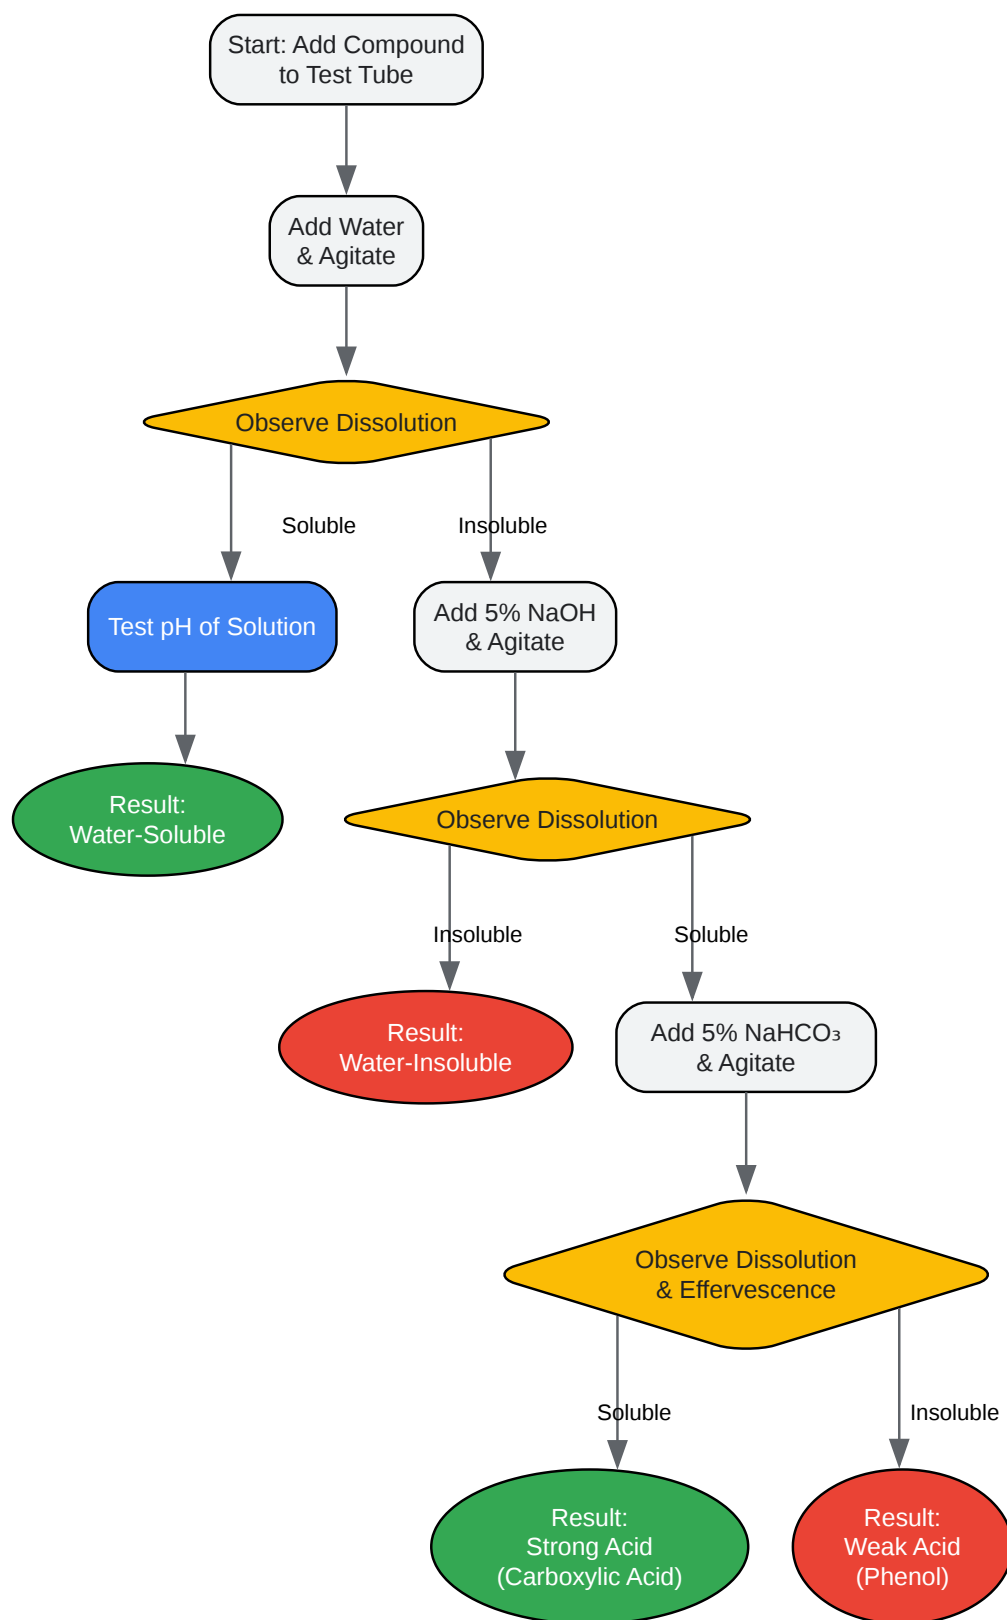 Start: Add Compound
to Test Tube
Add Water
& Agitate
Observe Dissolution
Soluble
Insoluble
Test pH of Solution
Add 5% NaOH
& Agitate
Result:
Water-Soluble
Observe Dissolution
Insoluble
Soluble
Result:
Water-Insoluble
Add 5% NaHCO₃
& Agitate
Observe Dissolution
& Effervescence
Soluble
Insoluble
Result:
Strong Acid
(Carboxylic Acid)
Result:
Weak Acid
(Phenol)